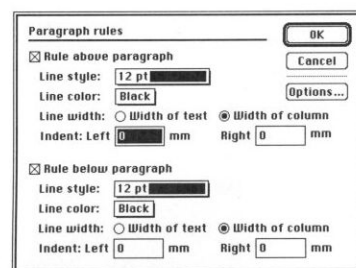 Paragraph rules
OK
Rule above paragraph
Cancel
Line style: 12 pt
Line color: Black
Options...
Line width: Width of text Width of column
Indent: Left 0 mm Right 0 mm
Rule below paragraph
Line style: 12 pt
Line color: Black
Line width: Width of text Width of column
Indent: Left 0 mm Right 0 mm